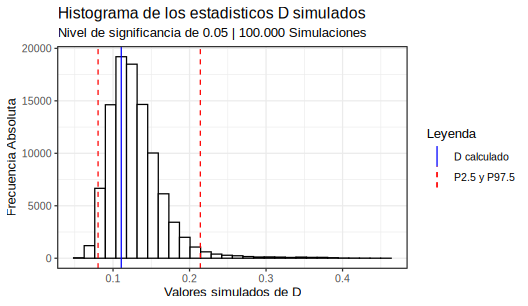 Histograma de los estadisticos D simulados
Nivel de significancia de 0.05 | 100.000 Simulaciones
Frecuencia Absoluta
20000
15000
10000
5000
0
0.1
0.2
0.3
0.4
Valores simulados de D
Leyenda
D calculado
P2.5 y P97.5